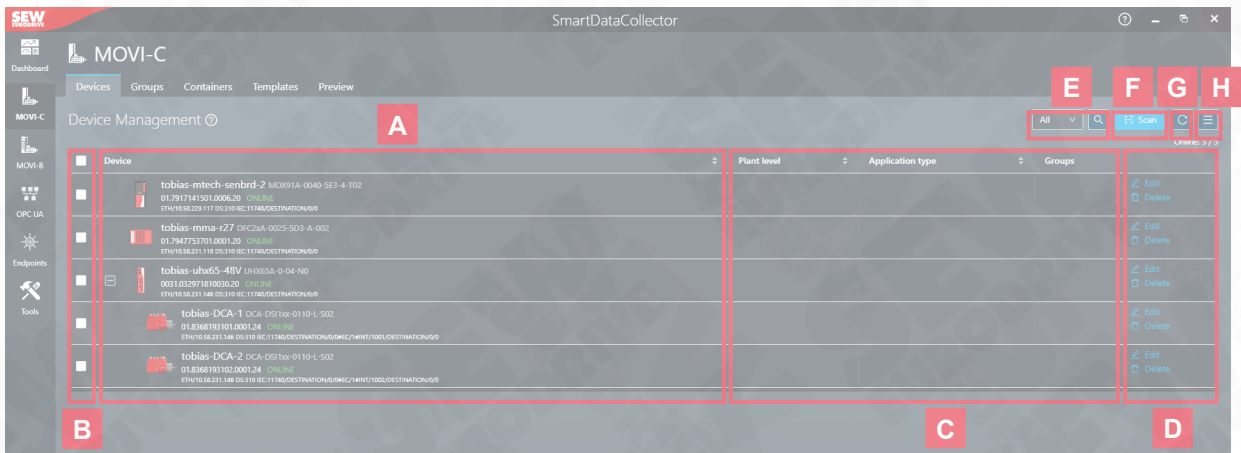 SEW
EURODRIVE
SmartDataCollector
Dashboard
MOVI-C
Devices Groups Containers Templates Preview
E F G H
MOVI-C
Device Management
A
All Scan
Online: 5 / 5
MOVI-B
Device Plant level Application type Groups
tobias-mtech-senbrd-2 MDX91A-0040-5E3-4-T02
01.7917141501.0006.20 ONLINE
ETH/10.58.229.117 DS:310 IEC:11740/DESTINATION/0/0
Edit
Delete
OPC UA
tobias-mma-r27 DFC2xA-0025-5D3-A-002
01.7947753701.0001.20 ONLINE
ETH/10.58.231.118 DS:310 IEC:11740/DESTINATION/0/0
Edit
Delete
Endpoints
tobias-uhx65-48V UHX65A-0-04-N0
0031.032971810030.20 ONLINE
ETH/10.58.231.146 DS:310 IEC:11740/DESTINATION/0/0
Edit
Delete
Tools
tobias-DCA-1 DCA-DSI1xx-0110-L-S02
01.8368193101.0001.24 ONLINE
ETH/10.58.231.146 DS:310 IEC:11740/DESTINATION/0/0#EC/1#INT/1001/DESTINATION/0/0
Edit
Delete
tobias-DCA-2 DCA-DSI1xx-0110-L-S02
01.8368193102.0001.24 ONLINE
ETH/10.58.231.146 DS:310 IEC:11740/DESTINATION/0/0#EC/1#INT/1002/DESTINATION/0/0
Edit
Delete
B C D